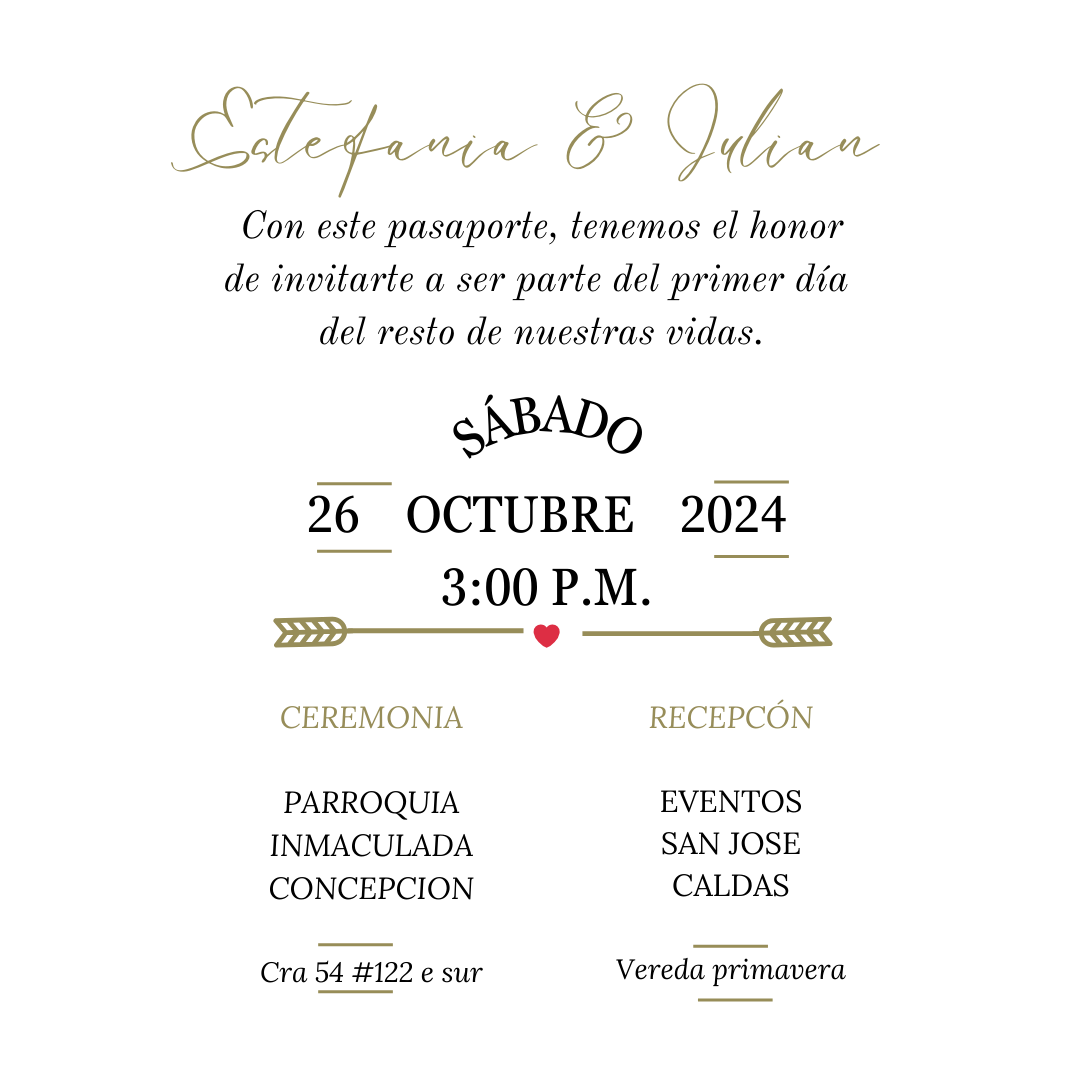 Estefania & Julian
Con este pasaporte, tenemos el honor
de invitarte a ser parte del primer día
del resto de nuestras vidas.
SÁBADO
26 OCTUBRE 2024
3:00 P.M.
CEREMONIA
PARROQUIA
INMACULADA
CONCEPCION
Cra 54 #122 e sur
RECEPCÓN
EVENTOS
SAN JOSE
CALDAS
Vereda primavera